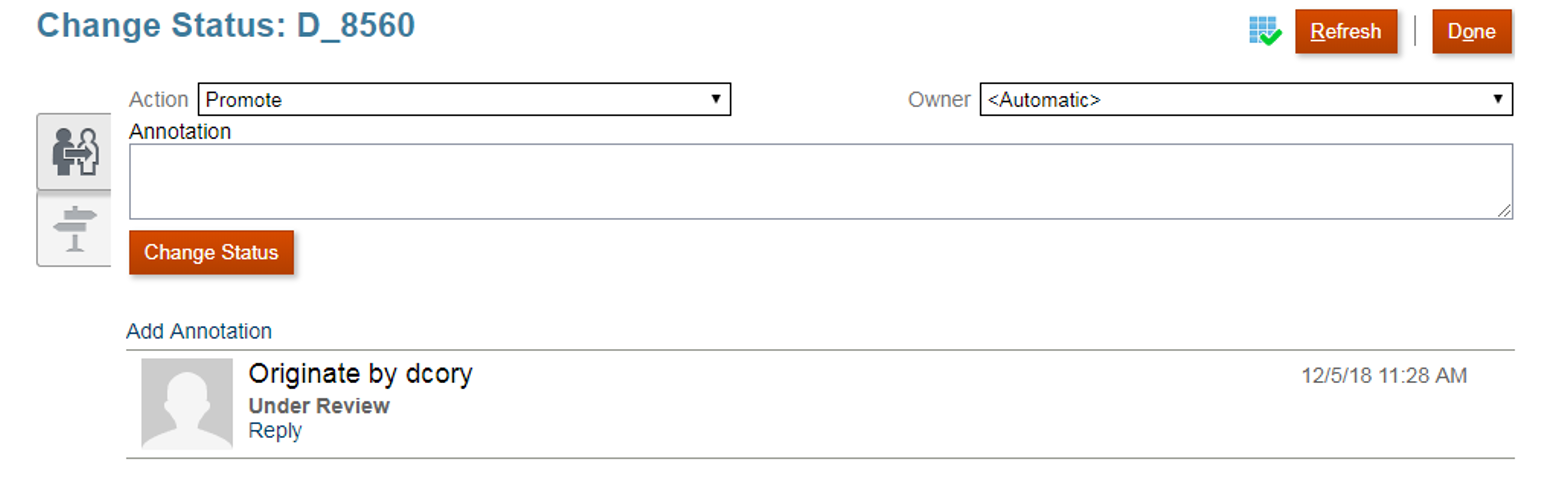 Change Status: D_8560
Refresh
Done
Action Promote
Owner <Automatic>
Annotation
Change Status
Add Annotation
Originate by dcory
12/5/18 11:28 AM
Under Review
Reply